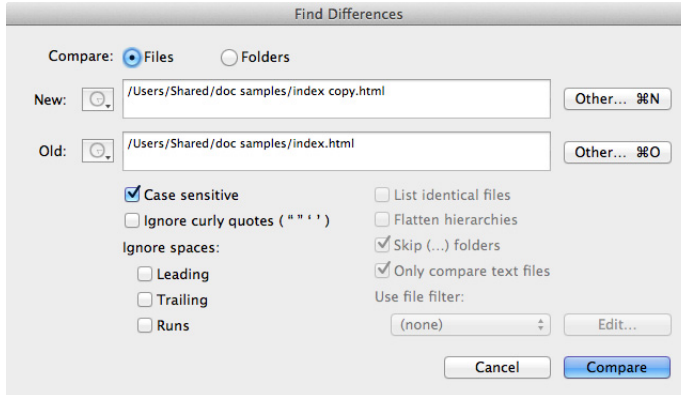 Find Differences
Compare: Files Folders
New: /Users/Shared/doc samples/index copy.html Other... ⌘N
Old: /Users/Shared/doc samples/index.html Other... ⌘O
Case sensitive List identical files
Ignore curly quotes ( “ ” ‘ ’ ) Flatten hierarchies
Ignore spaces: Skip (...) folders
Leading Only compare text files
Trailing Use file filter:
Runs (none) Edit...
Cancel Compare